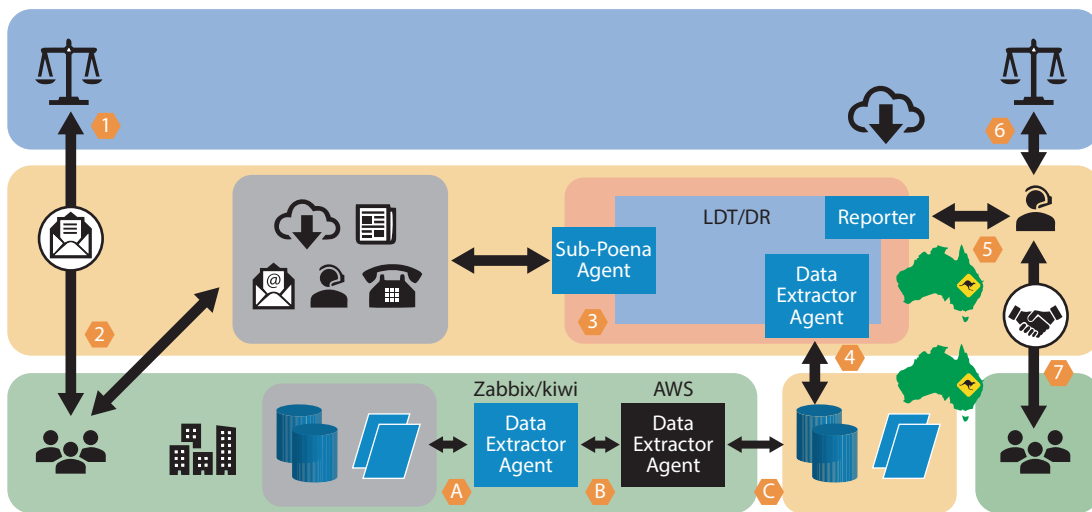 1
6
LDT/DR
Reporter
Sub-Poena
Agent
5
@
Data
Extractor
Agent
3
2
4
7
Zabbix/kiwi
AWS
Data
Extractor
Agent
Data
Extractor
Agent
A
B
C